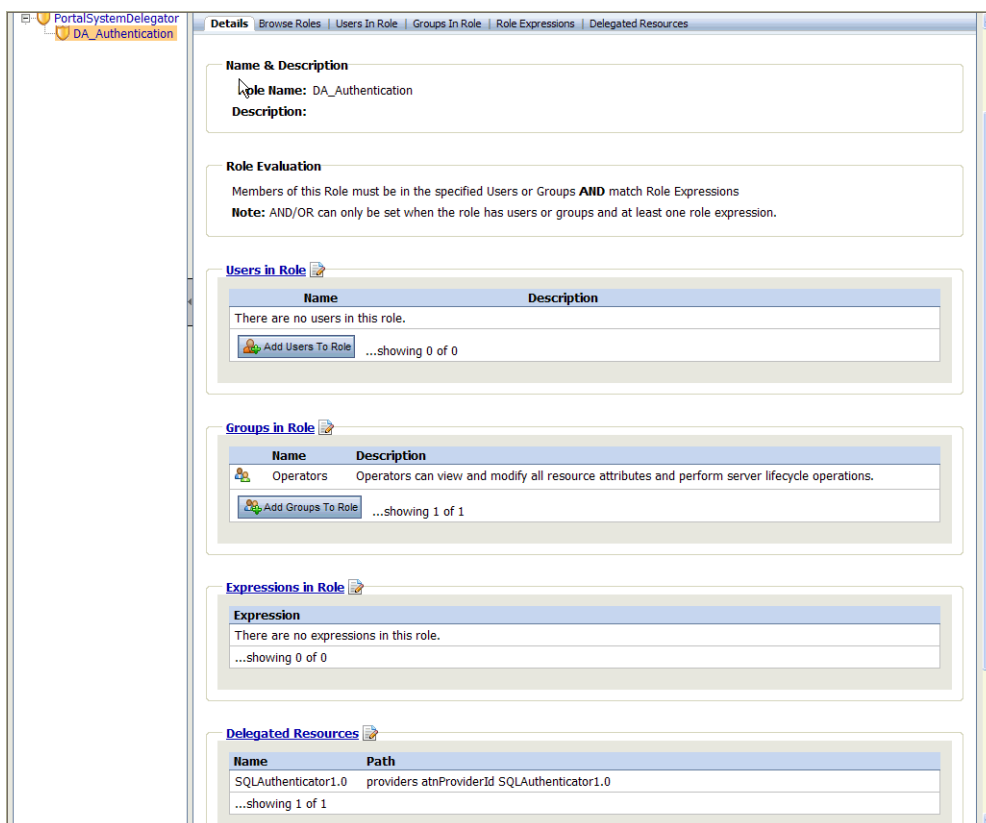 PortalSystemDelegator
DA_Authentication
Details Browse Roles | Users In Role | Groups In Role | Role Expressions | Delegated Resources
Name & Description
Role Name: DA_Authentication
Description:
Role Evaluation
Members of this Role must be in the specified Users or Groups AND match Role Expressions
Note: AND/OR can only be set when the role has users or groups and at least one role expression.
Users in Role
Name Description
There are no users in this role.
Add Users To Role ...showing 0 of 0
Groups in Role
Name Description
Operators Operators can view and modify all resource attributes and perform server lifecycle operations.
Add Groups To Role ...showing 1 of 1
Expressions in Role
Expression
There are no expressions in this role.
...showing 0 of 0
Delegated Resources
Name Path
SQLAuthenticator1.0 providers atnProviderId SQLAuthenticator1.0
...showing 1 of 1